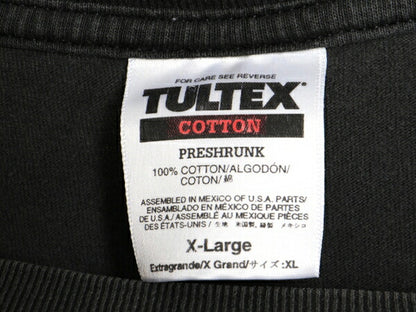 FOR CARE SEE REVERSE
TULTEX®
COTTON
PRESHRUNK
100% COTTON/ALGODÓN/
COTON/綿
ASSEMBLED IN MEXICO OF U.S.A. PARTS/
ENSAMBLADO EN MÉXICO DE PARTES
DE U.S.A./ ASSEMBLÉ AU MEXIQUE PIÈCES
DES ÉTATS-UNIS / 生地 米国製, 縫製 メキシコ
X-Large
Extragrande/X Grand/サイズ:XL